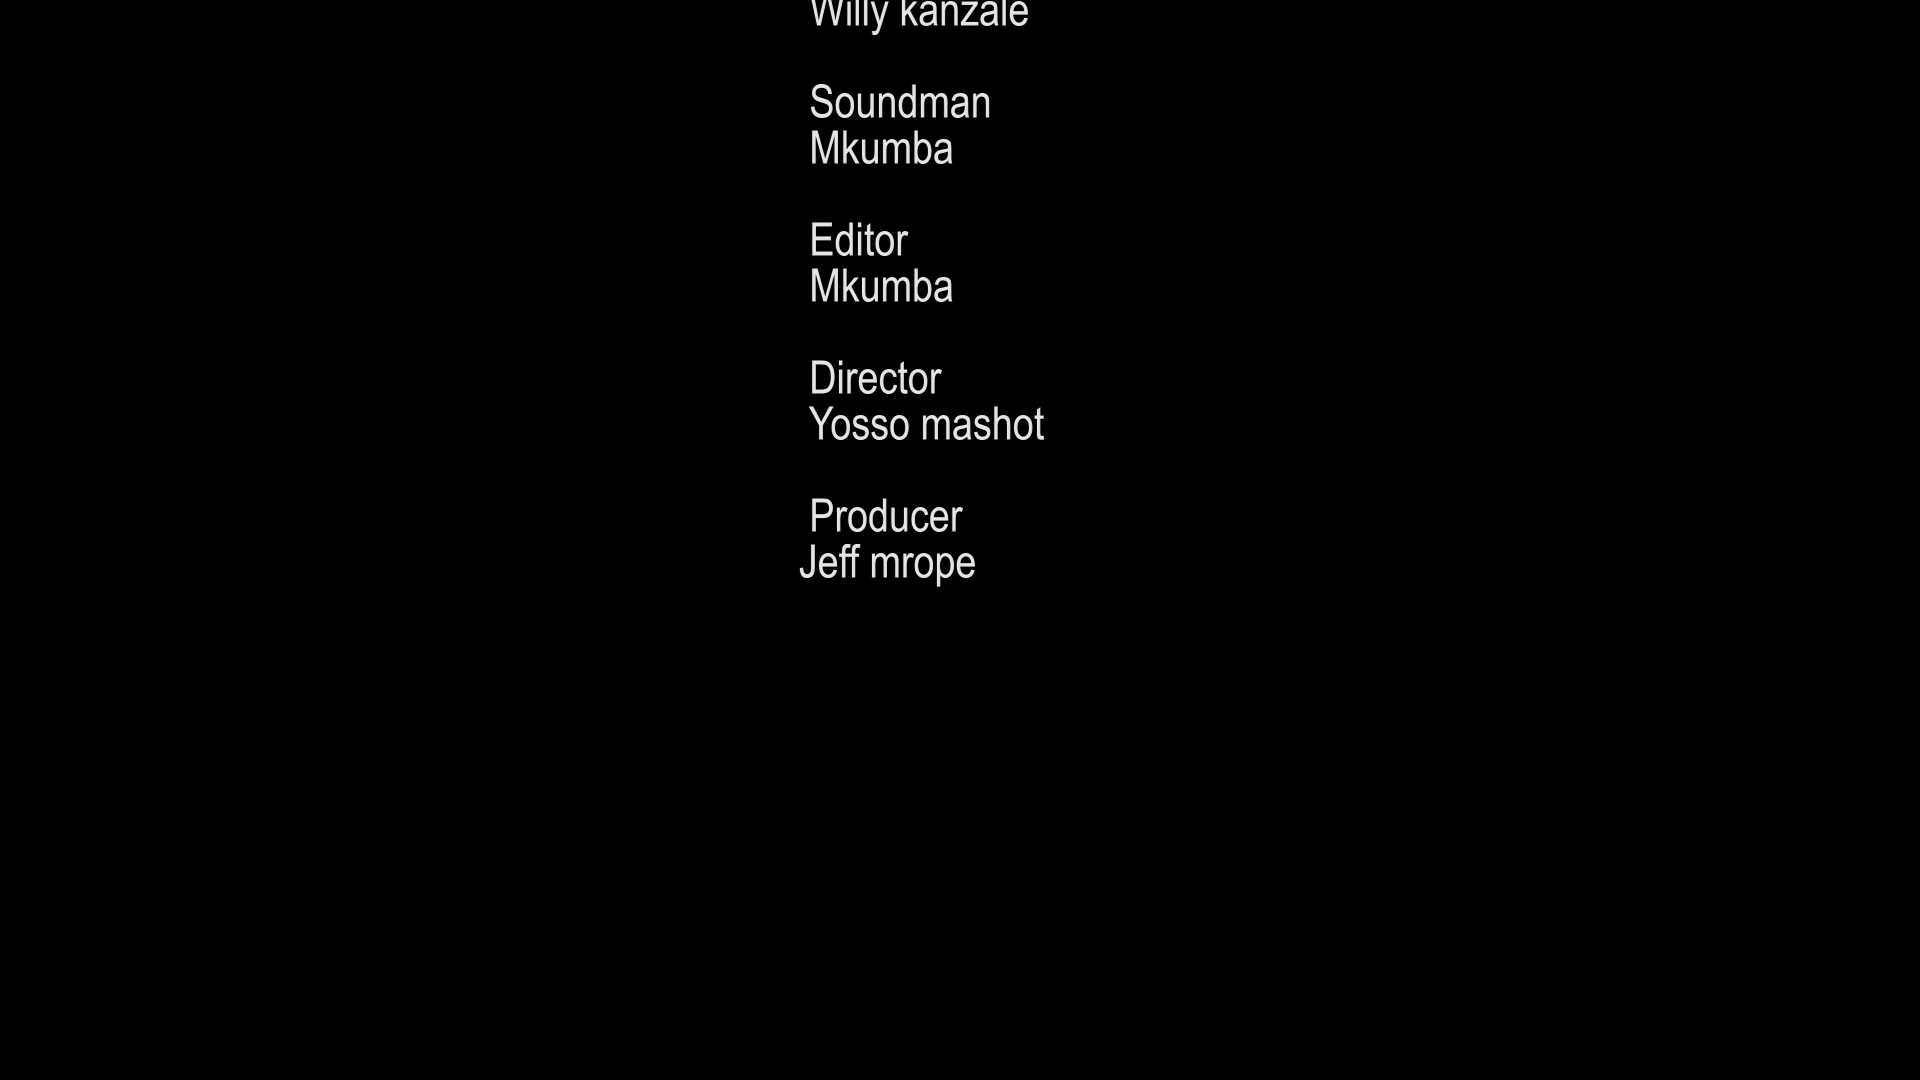 Willy kanzale
Soundman
Mkumba
Editor
Mkumba
Director
Yosso mashot
Producer
Jeff mrope